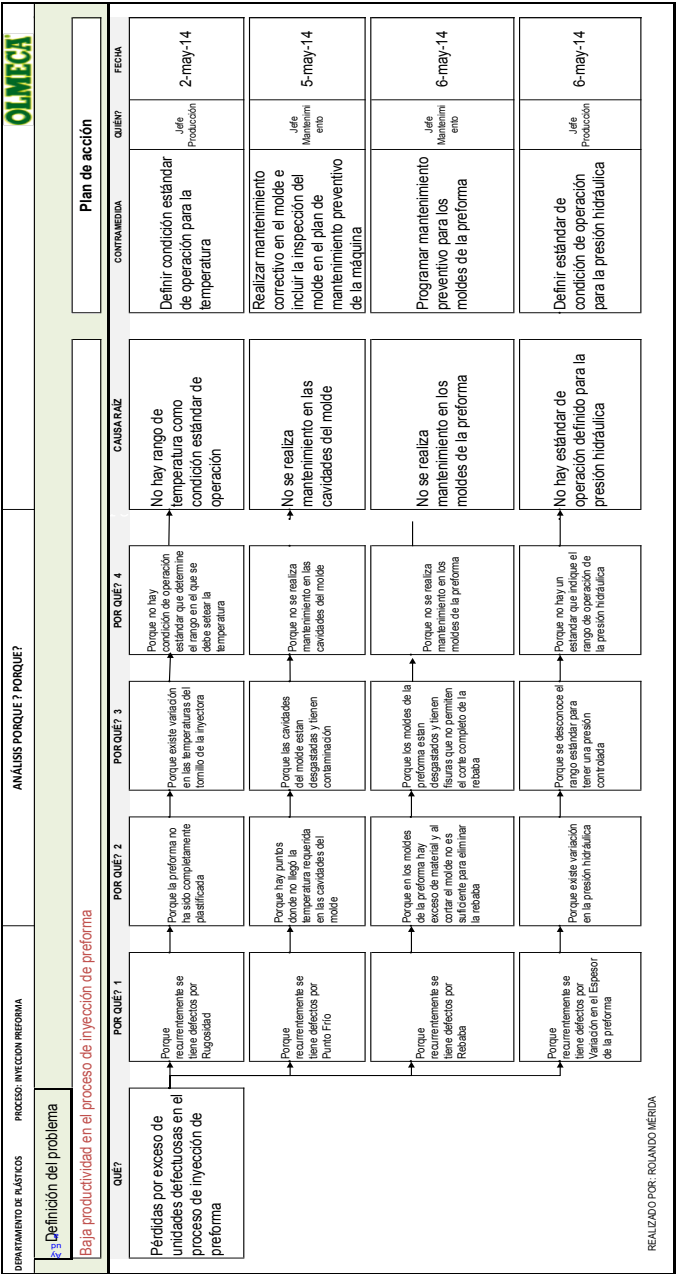 DEPARTAMENTO DE PLÁSTICOS
PROCESO: INYECCION PREFORMA
ANÁLISIS PORQUE ? PORQUE?
OLMECA
Definición del problema
Baja productividad en el proceso de inyección de preforma
Plan de acción
QUÉ?
POR QUÉ? 1
POR QUÉ? 2
POR QUÉ? 3
POR QUÉ? 4
CAUSA RAÍZ
CONTRAMEDIDA
QUIÉN?
FECHA
Pérdidas por exceso de
unidades defectuosas en el
proceso de inyección de
preforma
Porque
recurrentemente se
tiene defectos por
Rugosidad
Porque la preforma no
ha sido completamente
plastificada
Porque existe variación
en las temperaturas del
tornillo de la inyectora
Porque no hay
condición de operación
estándar que determine
el rango en el que se
debe setear la
temperatura
No hay rango de
temperatura como
condición estándar de
operación
Definir condición estándar
de operación para la
temperatura
Jefe
Producción
2-may-14
Porque
recurrentemente se
tiene defectos por
Punto Frío
Porque hay puntos
donde no llegó la
temperatura requerida
en las cavidades del
molde
Porque las cavidades
del molde estan
desgastadas y tienen
contaminación
Porque no se realiza
mantenimiento en las
cavidades del molde
No se realiza
mantenimiento en las
cavidades del molde
Realizar mantenimiento
correctivo en el molde e
incluir la inspección del
molde en el plan de
mantenimiento preventivo
de la máquina
Jefe
Mantenimi
ento
5-may-14
Porque
recurrentemente se
tiene defectos por
Rebaba
Porque en los moldes
de la preforma hay
exceso de material y al
cortar el molde no es
suficiente para eliminar
la rebaba
Porque los moldes de la
preforma estan
desgastados y tienen
fisuras que no permiten
el corte completo de la
rebaba
Porque no se realiza
mantenimiento en los
moldes de la preforma
No se realiza
mantenimiento en los
moldes de la preforma
Programar mantenimiento
preventivo para los
moldes de la preforma
Jefe
Mantenimi
ento
6-may-14
Porque
recurrentemente se
tiene defectos por
Variación en el Espesor
de la preforma
Porque existe variación
en la presión hidráulica
Porque se desconoce el
rango estándar para
tener una presión
controlada
Porque no hay un
estandar que indique el
rango de operación de
la presión hidráulica
No hay estándar de
operación definido para la
presión hidráulica
Definir estándar de
condición de operación
para la presión hidráulica
Jefe
Producción
6-may-14
REALIZADO POR: ROLANDO MÉRIDA